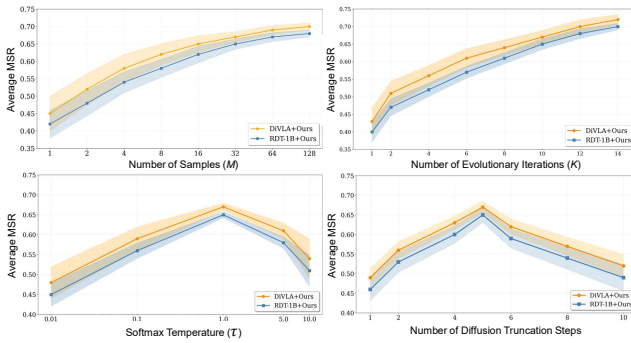 0.75
0.70
0.65
0.60
0.55
0.50
0.45
0.40
0.35
Average MSR
1 2 4 8 16 32 64 128
Number of Samples (M)
DiVLA+Ours
RDT-1B+Ours
0.75
0.70
0.65
0.60
0.55
0.50
0.45
0.40
0.35
Average MSR
1 2 4 6 8 10 12 14
Number of Evolutionary Iterations (K)
DiVLA+Ours
RDT-1B+Ours
0.75
0.70
0.65
0.60
0.55
0.50
0.45
0.40
Average MSR
0.01 0.1 1.0 5.0 10.0
Softmax Temperature (τ)
DiVLA+Ours
RDT-1B+Ours
0.75
0.70
0.65
0.60
0.55
0.50
0.45
0.40
Average MSR
1 2 4 6 8 10
Number of Diffusion Truncation Steps
DiVLA+Ours
RDT-1B+Ours